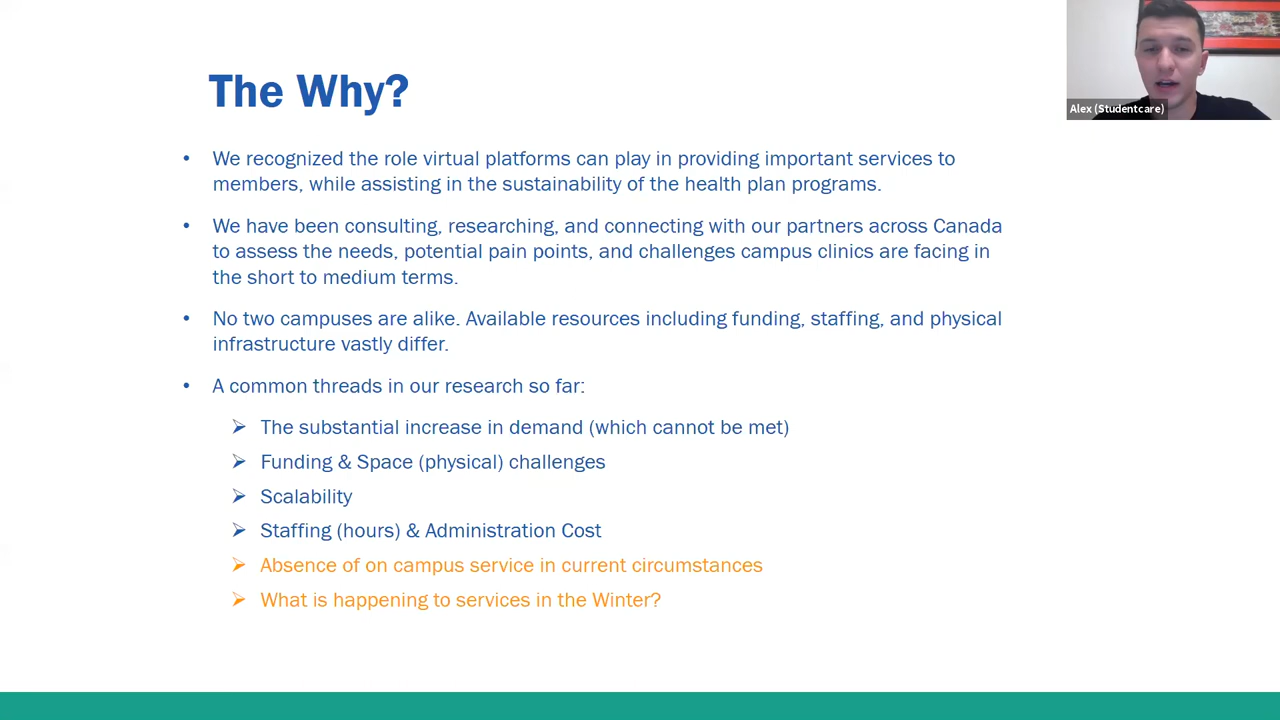 The Why?
Alex (Studentcare)
• We recognized the role virtual platforms can play in providing important services to
members, while assisting in the sustainability of the health plan programs.
• We have been consulting, researching, and connecting with our partners across Canada
to assess the needs, potential pain points, and challenges campus clinics are facing in
the short to medium terms.
• No two campuses are alike. Available resources including funding, staffing, and physical
infrastructure vastly differ.
• A common threads in our research so far:
➢ The substantial increase in demand (which cannot be met)
➢ Funding & Space (physical) challenges
➢ Scalability
➢ Staffing (hours) & Administration Cost
➢ Absence of on campus service in current circumstances
➢ What is happening to services in the Winter?